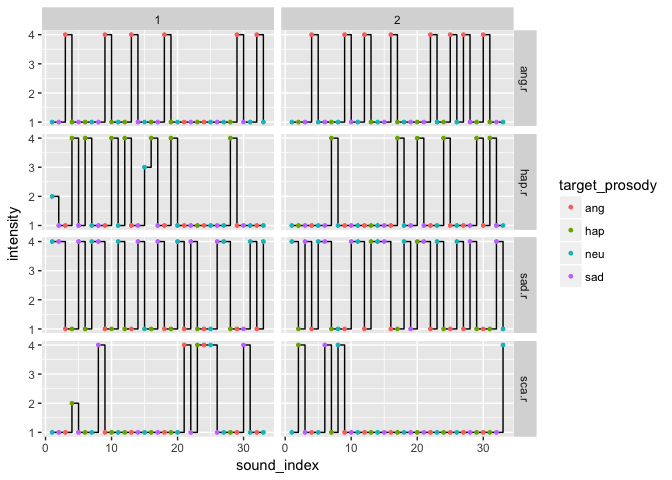 1 2
4
3
2
1
ang.r
4
3
2
1
hap.r
4
3
2
1
sad.r
4
3
2
1
sca.r
0 10 20 30 0 10 20 30
intensity
sound_index
target_prosody
ang
hap
neu
sad